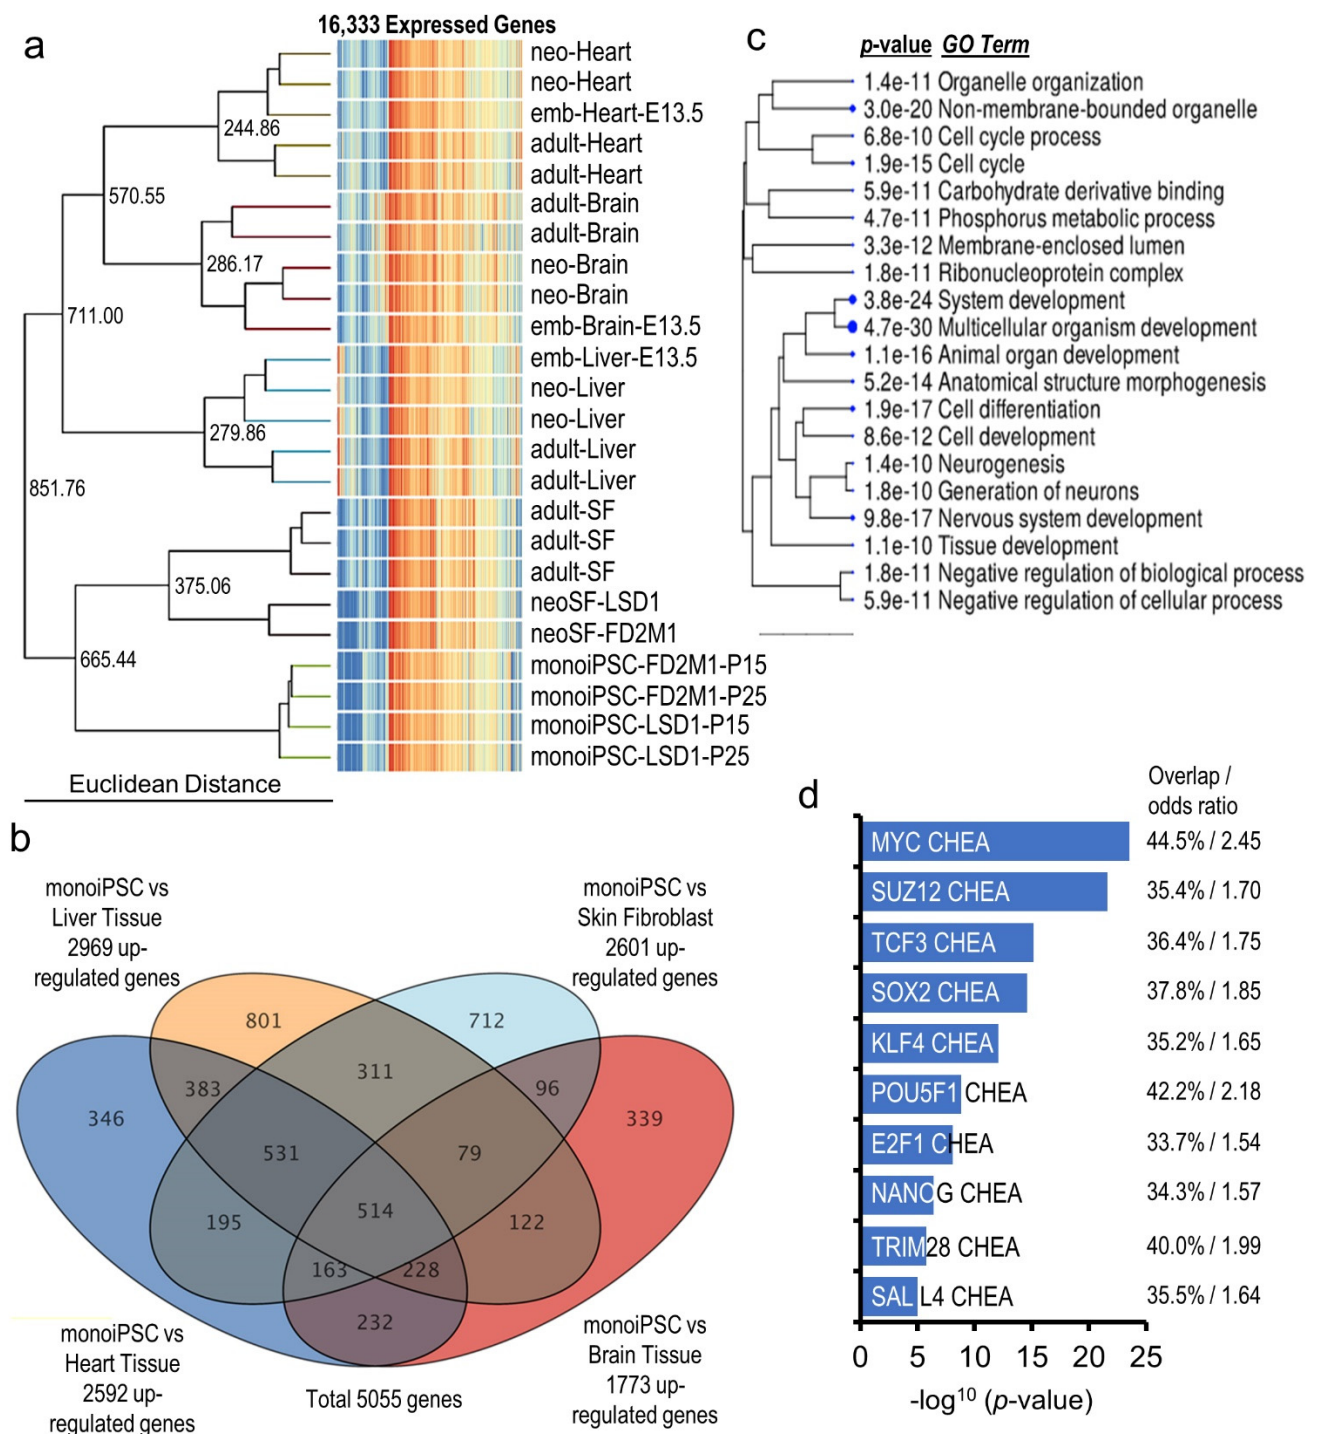 a
16,333 Expressed Genes
neo-Heart
neo-Heart
emb-Heart-E13.5
adult-Heart
adult-Heart
adult-Brain
adult-Brain
neo-Brain
neo-Brain
emb-Brain-E13.5
emb-Liver-E13.5
neo-Liver
neo-Liver
adult-Liver
adult-Liver
adult-SF
adult-SF
adult-SF
neoSF-LSD1
neoSF-FD2M1
monoiPSC-FD2M1-P15
monoiPSC-FD2M1-P25
monoiPSC-LSD1-P15
monoiPSC-LSD1-P25
244.86
570.55
286.17
711.00
279.86
851.76
375.06
665.44
Euclidean Distance
b
monoiPSC vs
Liver Tissue
2969 up-
regulated genes
monoiPSC vs
Skin Fibroblast
2601 up-
regulated genes
801
712
311
383
96
346
339
531
79
514
195
122
163
228
232
monoiPSC vs
Heart Tissue
2592 up-
regulated genes
Total 5055 genes
monoiPSC vs
Brain Tissue
1773 up-
regulated genes
c
p-value GO Term
1.4e-11 Organelle organization
3.0e-20 Non-membrane-bounded organelle
6.8e-10 Cell cycle process
1.9e-15 Cell cycle
5.9e-11 Carbohydrate derivative binding
4.7e-11 Phosphorus metabolic process
3.3e-12 Membrane-enclosed lumen
1.8e-11 Ribonucleoprotein complex
3.8e-24 System development
4.7e-30 Multicellular organism development
1.1e-16 Animal organ development
5.2e-14 Anatomical structure morphogenesis
1.9e-17 Cell differentiation
8.6e-12 Cell development
1.4e-10 Neurogenesis
1.8e-10 Generation of neurons
9.8e-17 Nervous system development
1.1e-10 Tissue development
1.8e-11 Negative regulation of biological process
5.9e-11 Negative regulation of cellular process
d
Overlap /
odds ratio
MYC CHEA 44.5% / 2.45
SUZ12 CHEA 35.4% / 1.70
TCF3 CHEA 36.4% / 1.75
SOX2 CHEA 37.8% / 1.85
KLF4 CHEA 35.2% / 1.65
POU5F1 CHEA 42.2% / 2.18
E2F1 CHEA 33.7% / 1.54
NANOG CHEA 34.3% / 1.57
TRIM28 CHEA 40.0% / 1.99
SALL4 CHEA 35.5% / 1.64
0 5 10 15 20 25
-log¹⁰ (p-value)